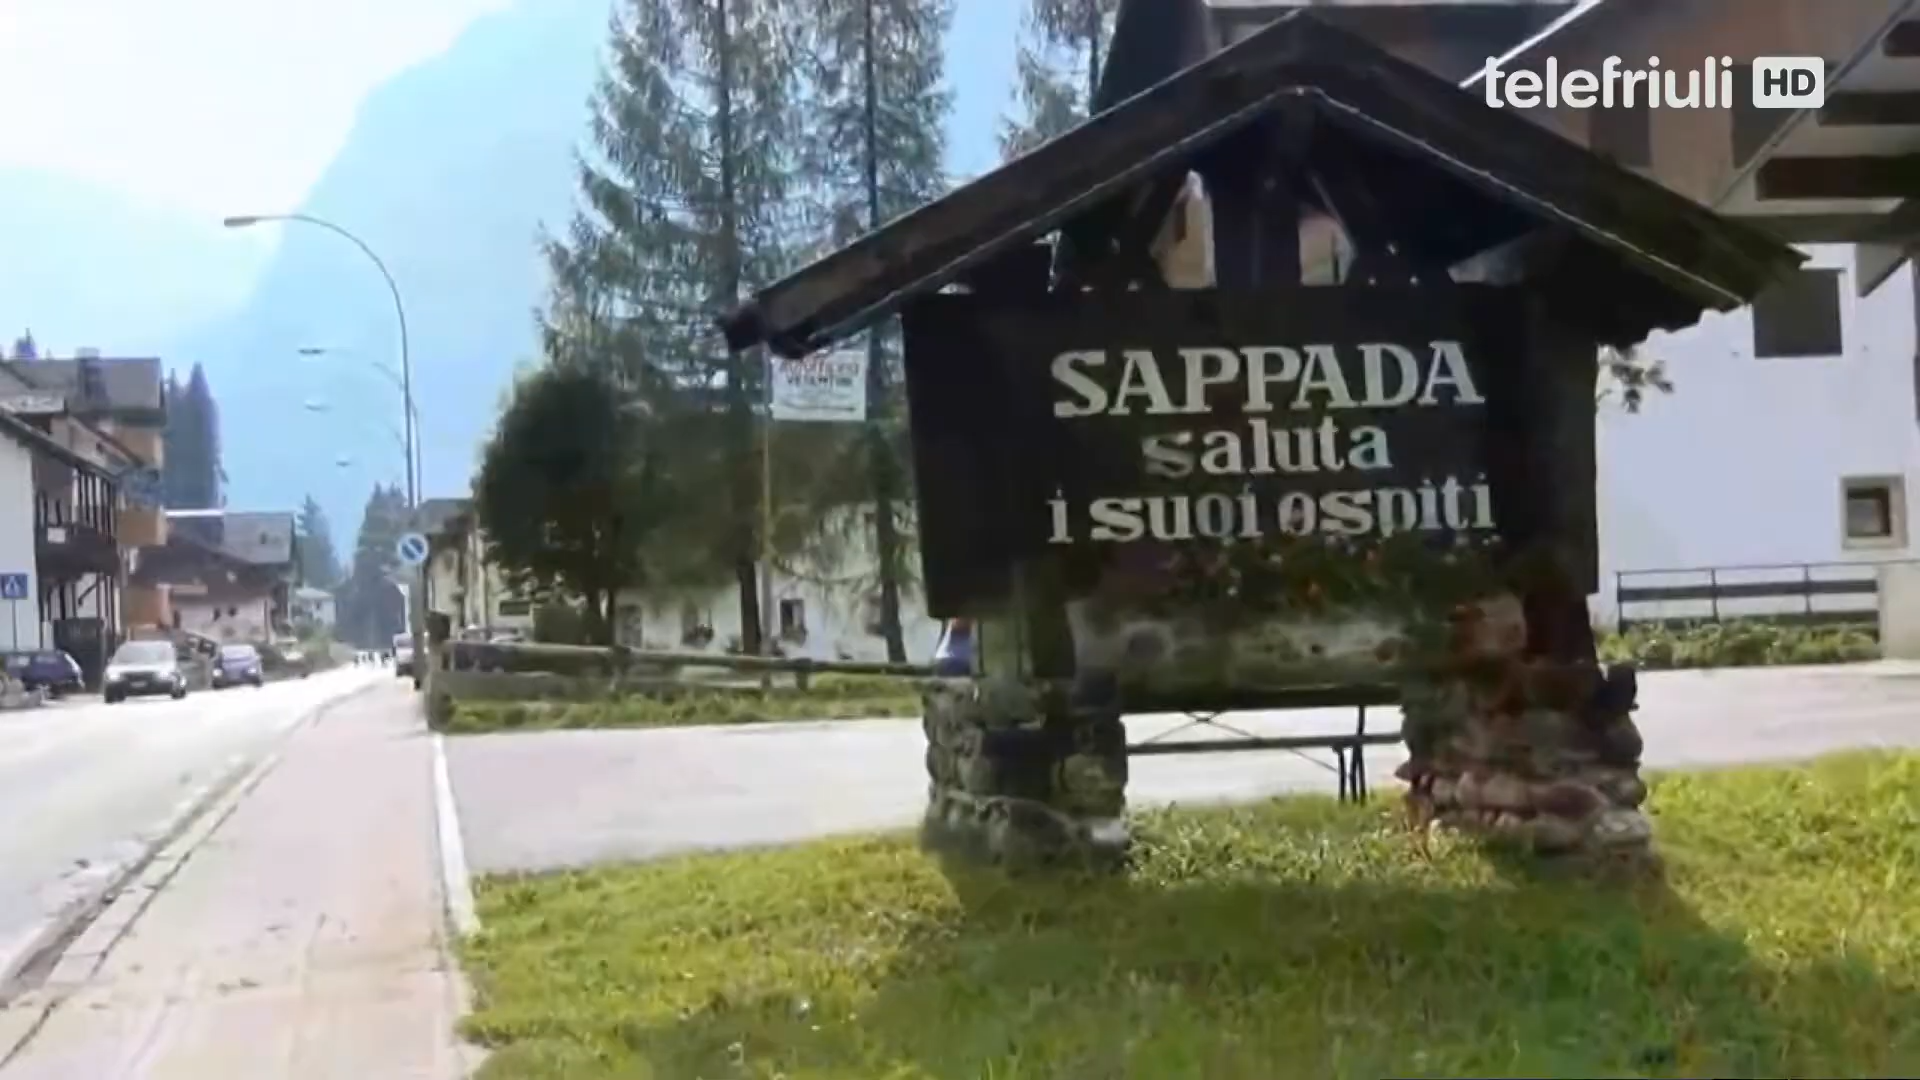 telefriuli HD
SAPPADA
saluta
i suoi ospiti